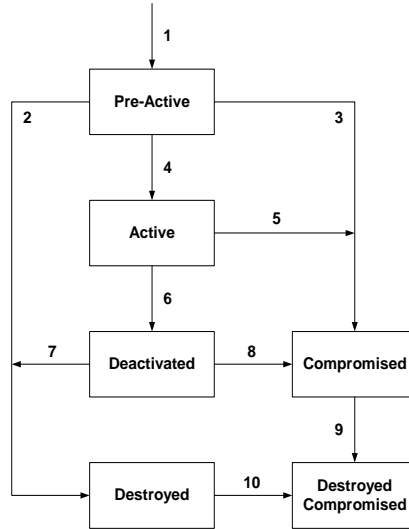 1
2
3
Pre-Active
4
5
Active
6
7
8
Deactivated
Compromised
9
10
Destroyed
Destroyed
Compromised